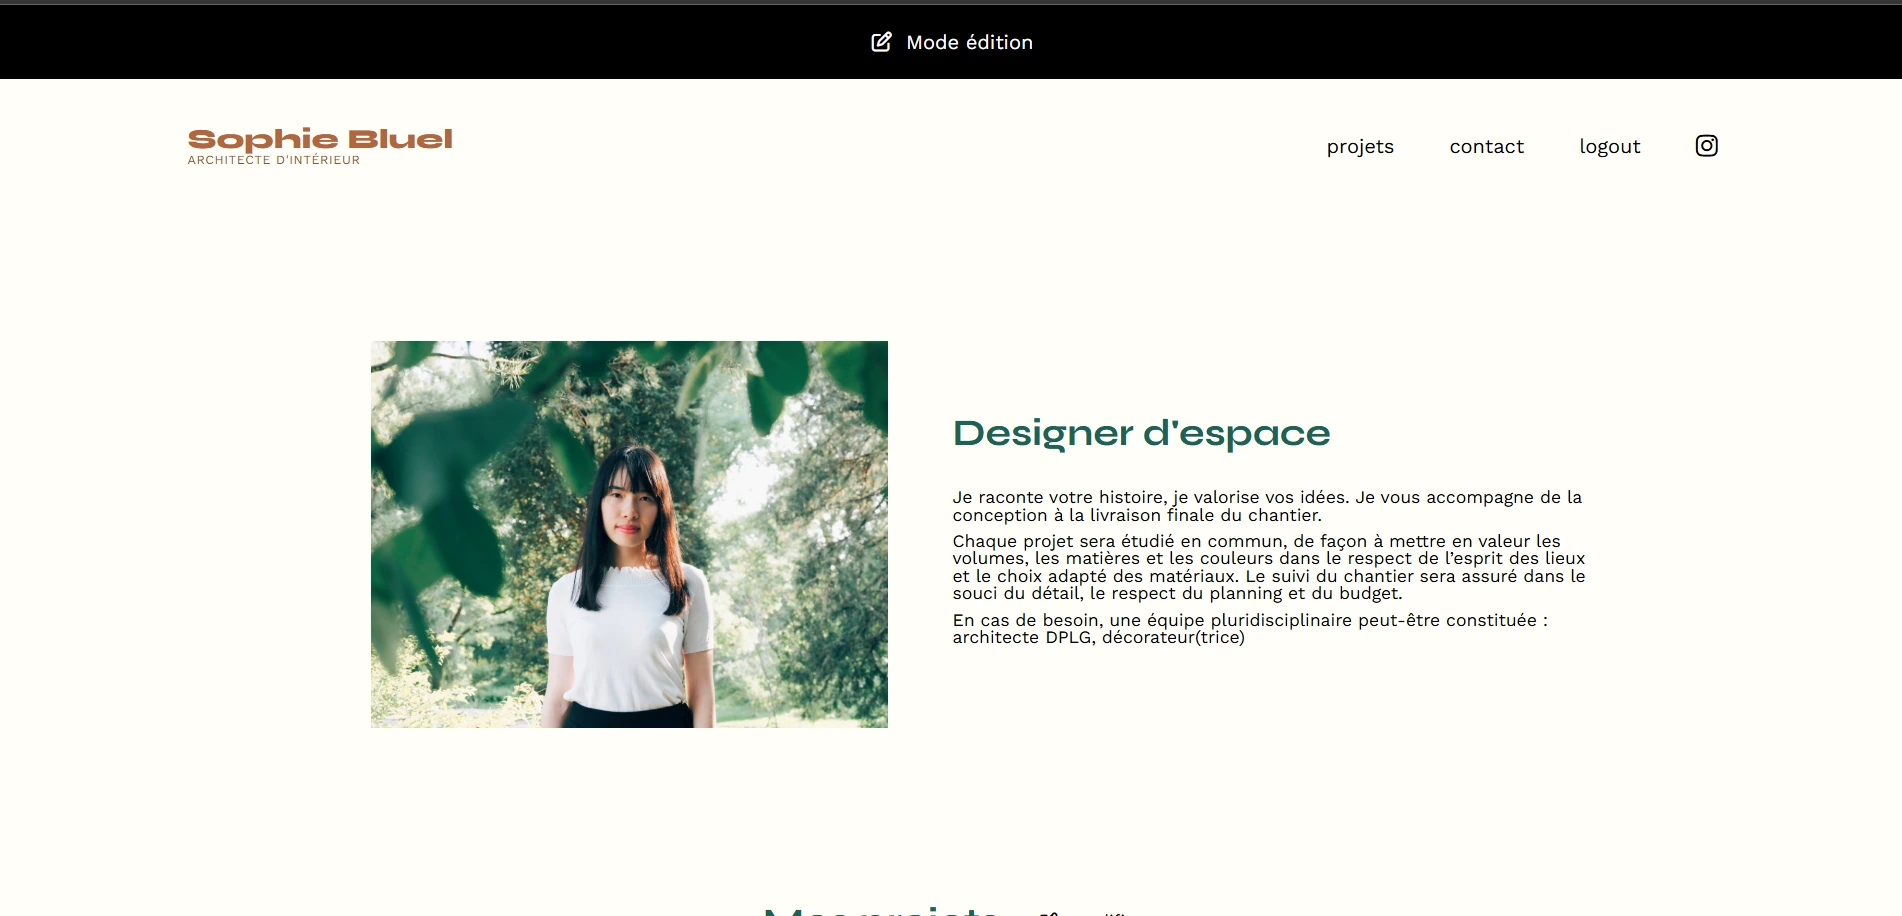 Mode édition
Sophie Bluel
ARCHITECTE D'INTÉRIEUR
projets
contact
logout
Designer d'espace
Je raconte votre histoire, je valorise vos idées. Je vous accompagne de la
conception à la livraison finale du chantier.
Chaque projet sera étudié en commun, de façon à mettre en valeur les
volumes, les matières et les couleurs dans le respect de l’esprit des lieux
et le choix adapté des matériaux. Le suivi du chantier sera assuré dans le
souci du détail, le respect du planning et du budget.
En cas de besoin, une équipe pluridisciplinaire peut-être constituée :
architecte DPLG, décorateur(trice)
Mes projets